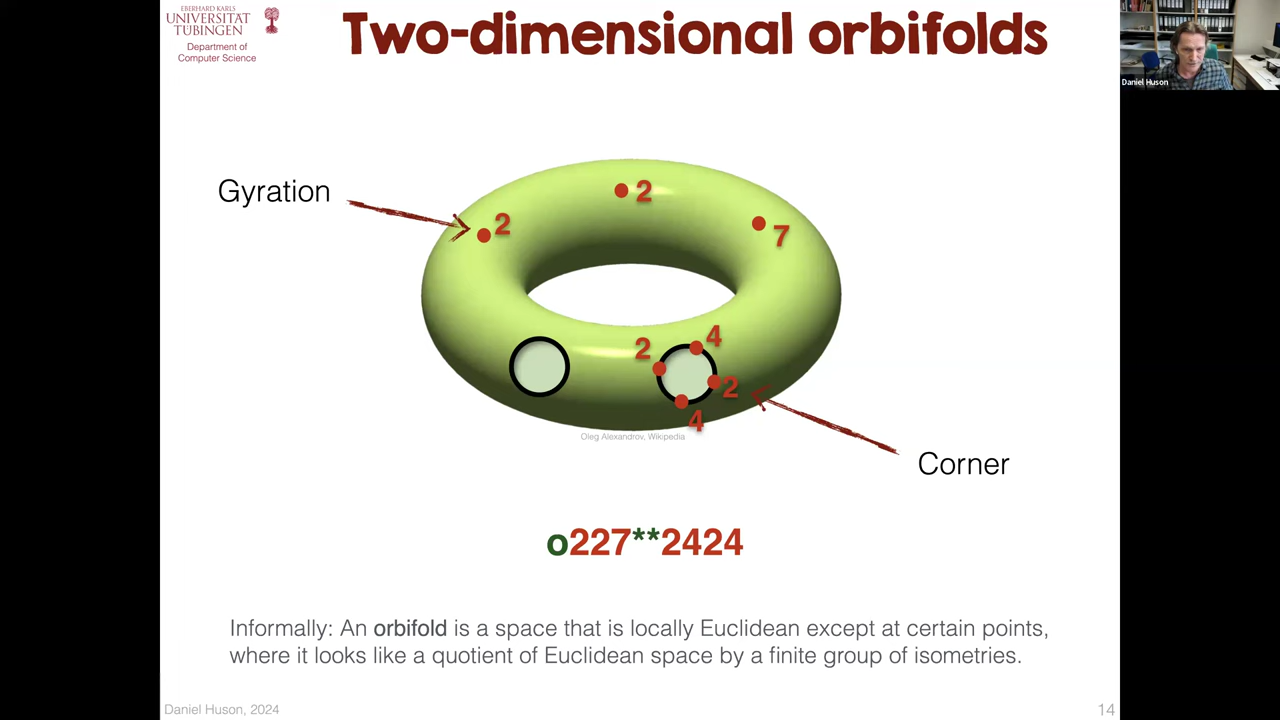 EBERHARD KARLS
UNIVERSITÄT
TÜBINGEN
Department of
Computer Science
Two-dimensional orbifolds
Daniel Huson
Gyration
2
2
7
2
4
2
4
Oleg Alexandrov, Wikipedia
Corner
o227**2424
Informally: An orbifold is a space that is locally Euclidean except at certain points,
where it looks like a quotient of Euclidean space by a finite group of isometries.
Daniel Huson, 2024
14